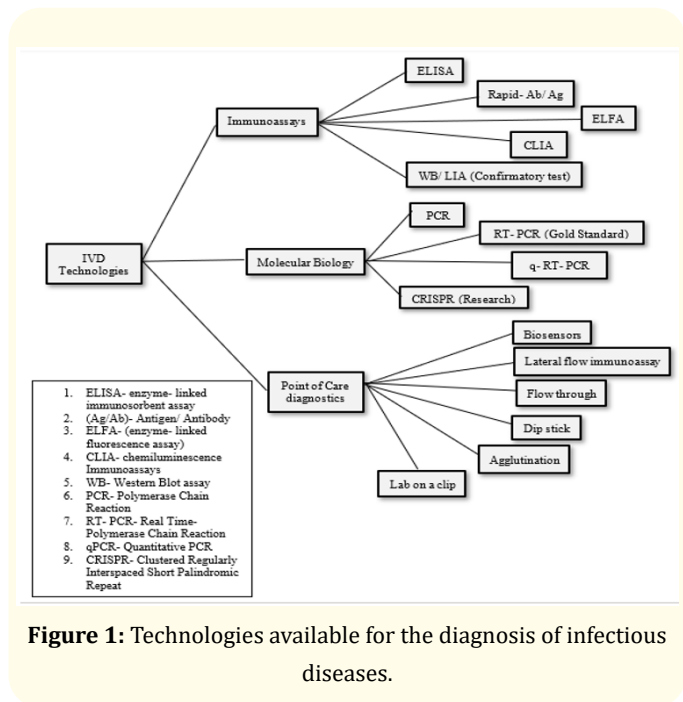 ELISA
Rapid- Ab/ Ag
Immunoassays
ELFA
CLIA
WB/ LIA (Confirmatory test)
PCR
RT- PCR (Gold Standard)
IVD
Technologies
Molecular Biology
q- RT- PCR
CRISPR (Research)
Biosensors
Lateral flow immunoassay
Point of Care
diagnostics
Flow through
Dip stick
Agglutination
Lab on a clip
1. ELISA- enzyme- linked
immunosorbent assay
2. (Ag/Ab)- Antigen/ Antibody
3. ELFA- (enzyme- linked
fluorescence assay)
4. CLIA- chemiluminescence
Immunoassays
5. WB- Western Blot assay
6. PCR- Polymerase Chain
Reaction
7. RT- PCR- Real Time-
Polymerase Chain Reaction
8. qPCR- Quantitative PCR
9. CRISPR- Clustered Regularly
Interspaced Short Palindromic
Repeat
Figure 1: Technologies available for the diagnosis of infectious
diseases.